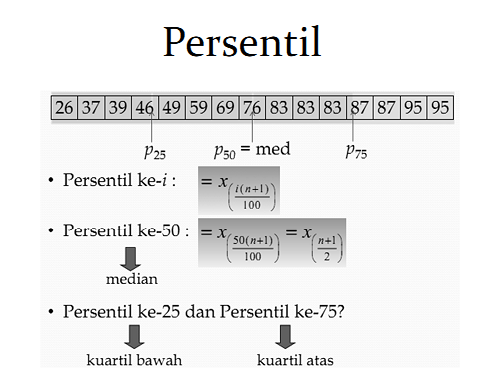 Persentil
26 37 39 46 49 59 69 76 83 83 83 87 87 95 95
p25 p50 = med p75
• Persentil ke-i : = x(i(n+1)/100)
• Persentil ke-50 : = x(50(n+1)/100) = x(n+1/2)
median
• Persentil ke-25 dan Persentil ke-75?
kuartil bawah kuartil atas